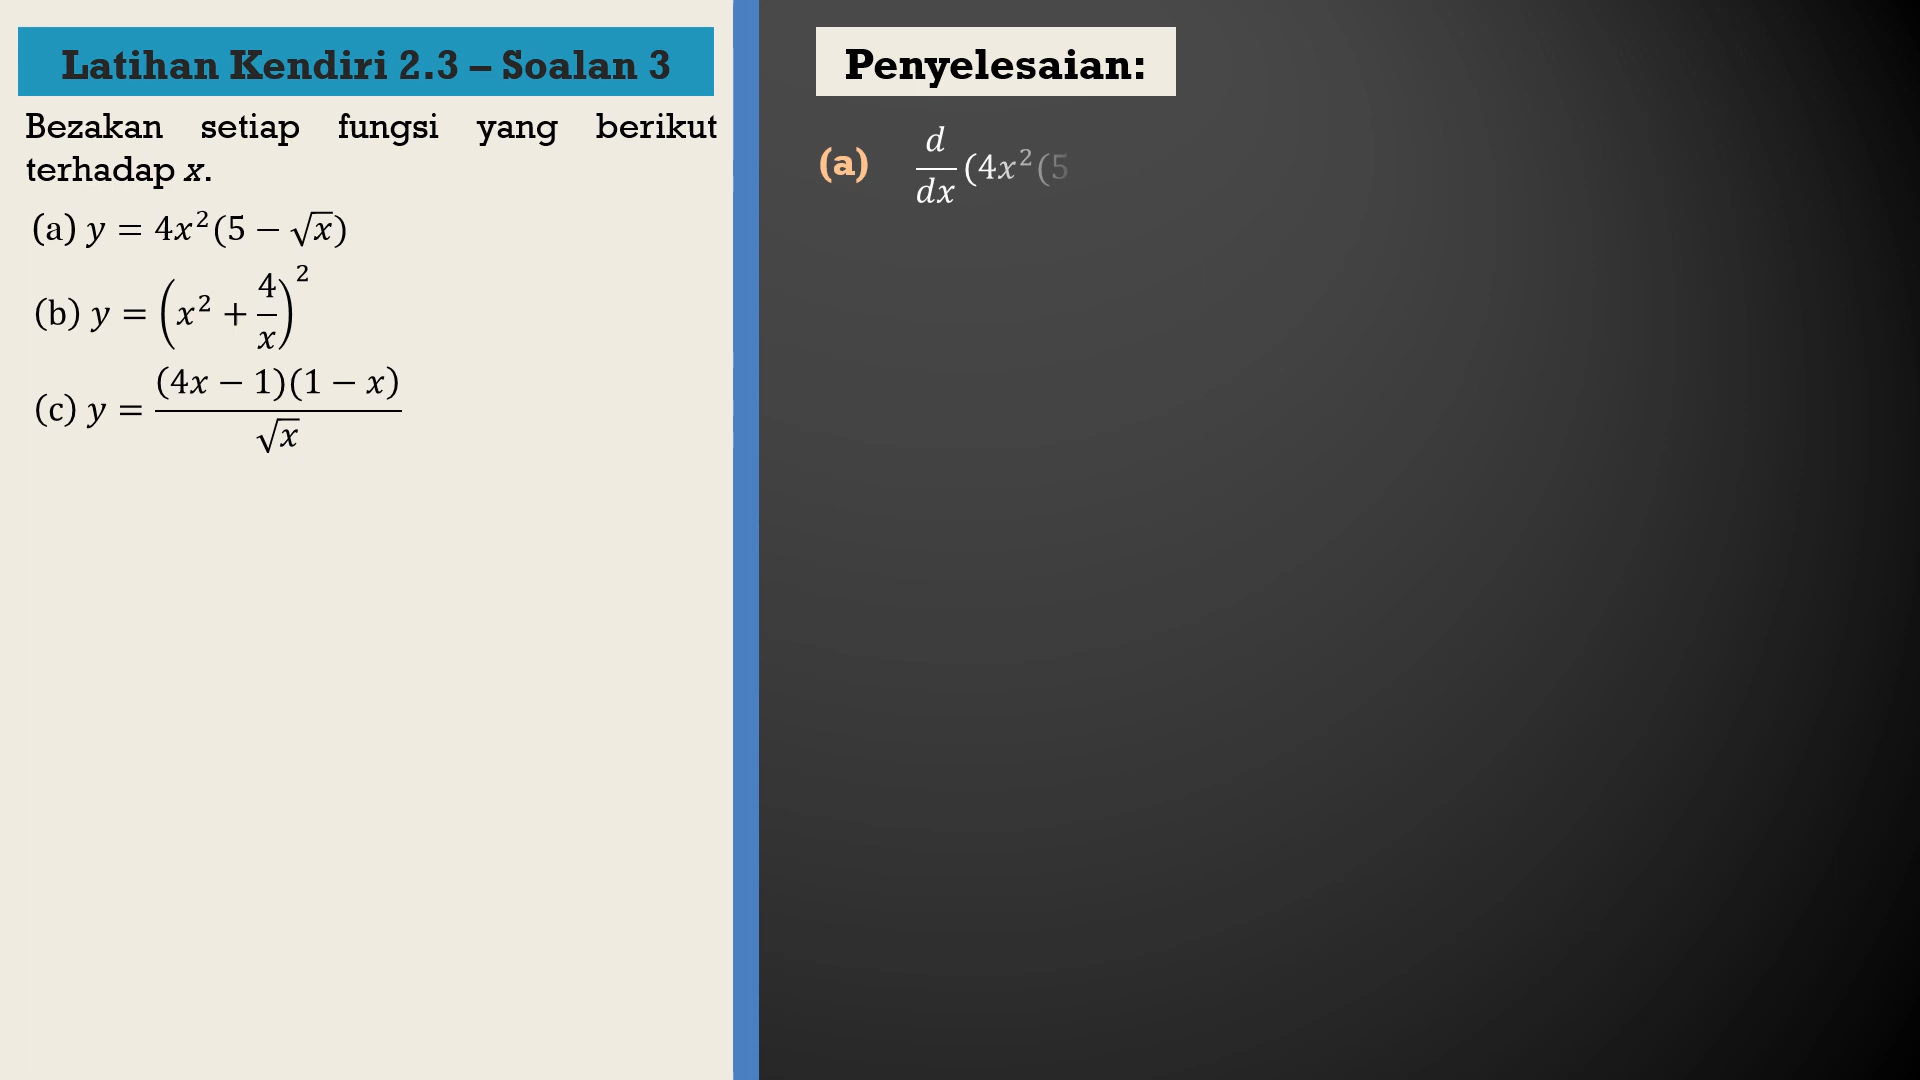 Latihan Kendiri 2.3 – Soalan 3
Bezakan setiap fungsi yang berikut
terhadap x.
(a) y = 4x²(5 − √x)
(b) y = (x² + 4/x)²
(c) y = (4x − 1)(1 − x)/√x
Penyelesaian:
(a) d/dx (4x²(5